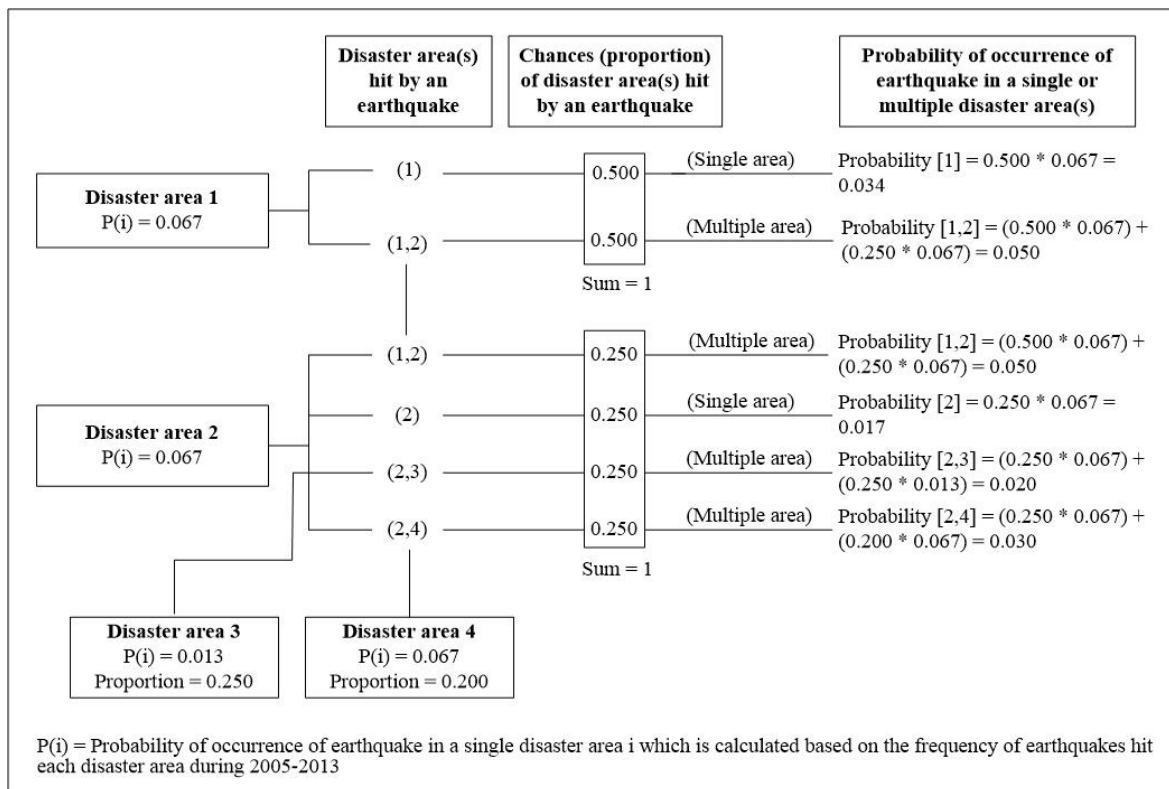 Disaster area(s)
hit by an
earthquake
Chances (proportion)
of disaster area(s) hit
by an earthquake
Probability of occurrence of
earthquake in a single or
multiple disaster area(s)
Disaster area 1
P(i) = 0.067
(1)
0.500
(Single area)
Probability [1] = 0.500 * 0.067 =
0.034
(1,2)
0.500
(Multiple area)
Probability [1,2] = (0.500 * 0.067) +
(0.250 * 0.067) = 0.050
Sum = 1
Disaster area 2
P(i) = 0.067
(1,2)
0.250
(Multiple area)
Probability [1,2] = (0.500 * 0.067) +
(0.250 * 0.067) = 0.050
(2)
0.250
(Single area)
Probability [2] = 0.250 * 0.067 =
0.017
(2,3)
0.250
(Multiple area)
Probability [2,3] = (0.250 * 0.067) +
(0.250 * 0.013) = 0.020
(2,4)
0.250
(Multiple area)
Probability [2,4] = (0.250 * 0.067) +
(0.200 * 0.067) = 0.030
Sum = 1
Disaster area 3
P(i) = 0.013
Proportion = 0.250
Disaster area 4
P(i) = 0.067
Proportion = 0.200
P(i) = Probability of occurrence of earthquake in a single disaster area i which is calculated based on the frequency of earthquakes hit
each disaster area during 2005-2013